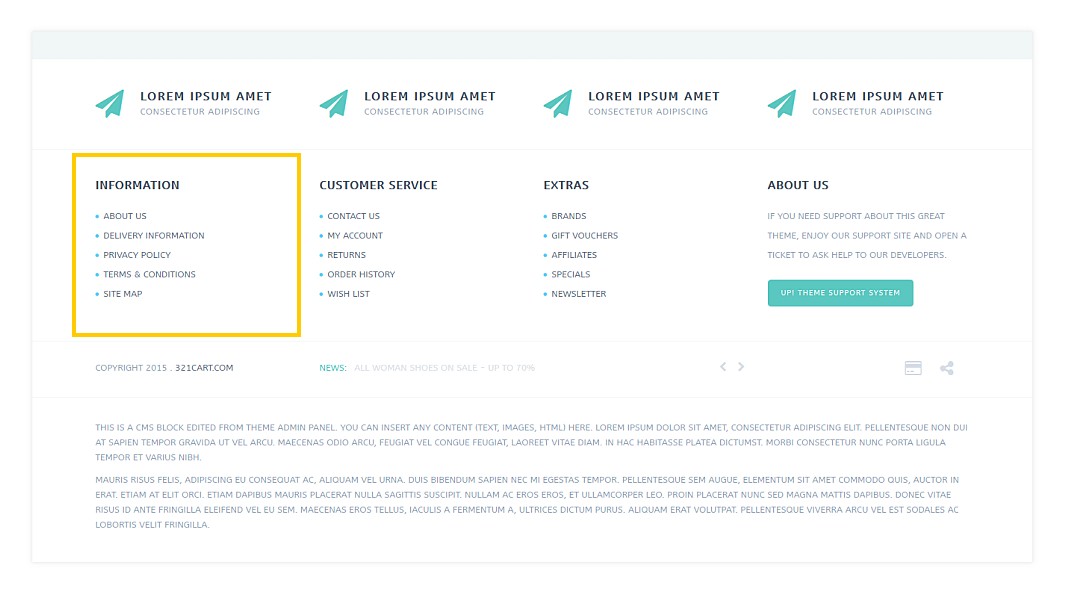 LOREM IPSUM AMET
CONSECTETUR ADIPISCING
LOREM IPSUM AMET
CONSECTETUR ADIPISCING
LOREM IPSUM AMET
CONSECTETUR ADIPISCING
LOREM IPSUM AMET
CONSECTETUR ADIPISCING
INFORMATION
ABOUT US
DELIVERY INFORMATION
PRIVACY POLICY
TERMS & CONDITIONS
SITE MAP
CUSTOMER SERVICE
CONTACT US
MY ACCOUNT
RETURNS
ORDER HISTORY
WISH LIST
EXTRAS
BRANDS
GIFT VOUCHERS
AFFILIATES
SPECIALS
NEWSLETTER
ABOUT US
IF YOU NEED SUPPORT ABOUT THIS GREAT
THEME, ENJOY OUR SUPPORT SITE AND OPEN A
TICKET TO ASK HELP TO OUR DEVELOPERS.
UP! THEME SUPPORT SYSTEM
COPYRIGHT 2015 . 321CART.COM
NEWS: ALL WOMAN SHOES ON SALE - UP TO 70%
THIS IS A CMS BLOCK EDITED FROM THEME ADMIN PANEL. YOU CAN INSERT ANY CONTENT (TEXT, IMAGES, HTML) HERE. LOREM IPSUM DOLOR SIT AMET, CONSECTETUR ADIPISCING ELIT. PELLENTESQUE NON DUI
AT SAPIEN TEMPOR GRAVIDA UT VEL ARCU. MAECENAS ODIO ARCU, FEUGIAT VEL CONGUE FEUGIAT, LAOREET VITAE DIAM. IN HAC HABITASSE PLATEA DICTUMST. MORBI CONSECTETUR NUNC PORTA LIGULA
TEMPOR ET VARIUS NIBH.
MAURIS RISUS FELIS, ADIPISCING EU CONSEQUAT AC, ALIQUAM VEL URNA. DUIS BIBENDUM SAPIEN NEC MI EGESTAS TEMPOR. PELLENTESQUE SEM AUGUE, ELEMENTUM SIT AMET COMMODO QUIS, AUCTOR IN
ERAT. ETIAM AT ELIT ORCI. ETIAM DAPIBUS MAURIS PLACERAT NULLA SAGITTIS SUSCIPIT. NULLAM AC EROS EROS, ET ULLAMCORPER LEO. PROIN PLACERAT NUNC SED MAGNA MATTIS DAPIBUS. DONEC VITAE
RISUS ID ANTE FRINGILLA ELEIFEND VEL EU SEM. MAECENAS EROS TELLUS, IACULIS A FERMENTUM A, ULTRICES DICTUM PURUS. ALIQUAM ERAT VOLUTPAT. PELLENTESQUE VIVERRA ARCU VEL EST SODALES AC
LOBORTIS VELIT FRINGILLA.